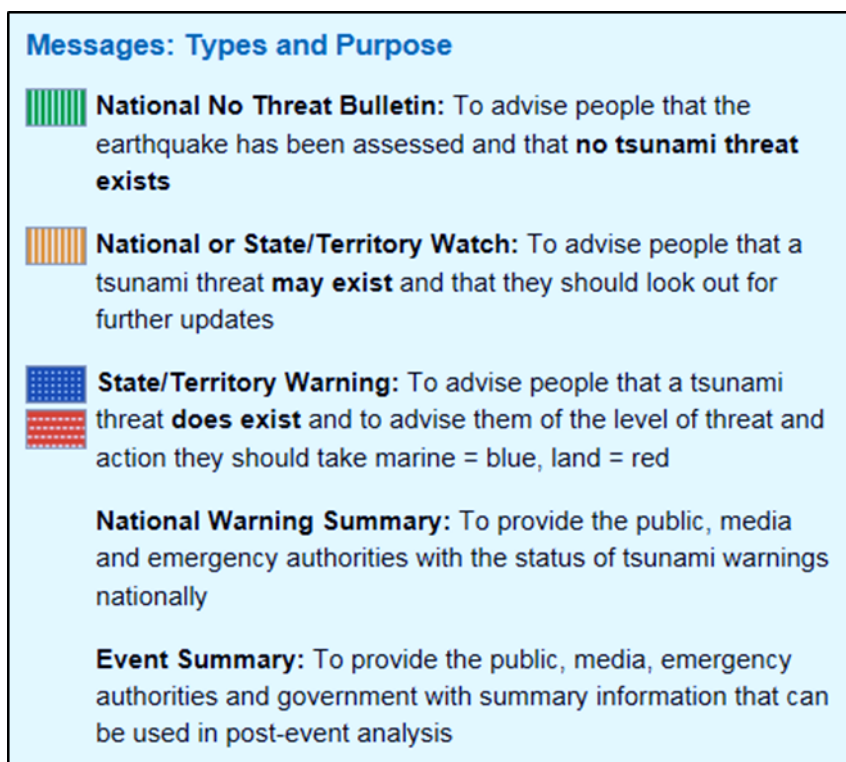 Messages: Types and Purpose
National No Threat Bulletin: To advise people that the
earthquake has been assessed and that no tsunami threat
exists
National or State/Territory Watch: To advise people that a
tsunami threat may exist and that they should look out for
further updates
State/Territory Warning: To advise people that a tsunami
threat does exist and to advise them of the level of threat and
action they should take marine = blue, land = red
National Warning Summary: To provide the public, media
and emergency authorities with the status of tsunami warnings
nationally
Event Summary: To provide the public, media, emergency
authorities and government with summary information that can
be used in post-event analysis